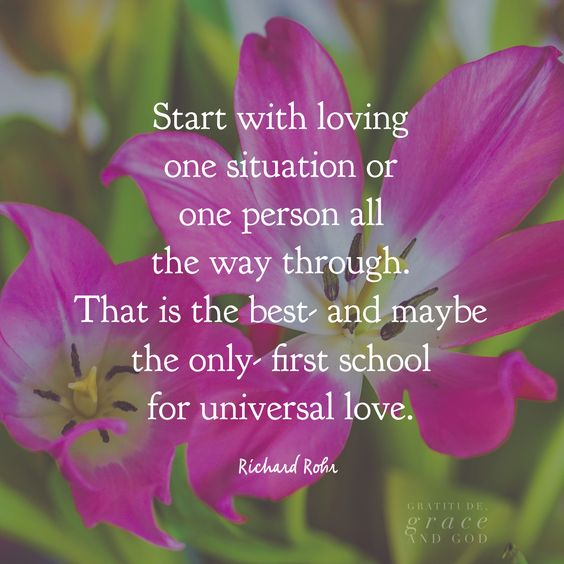 Start with loving
one situation or
one person all
the way through.
That is the best- and maybe
the only- first school
for universal love.
Richard Rohr
GRATITUDE,
grace
AND GOD